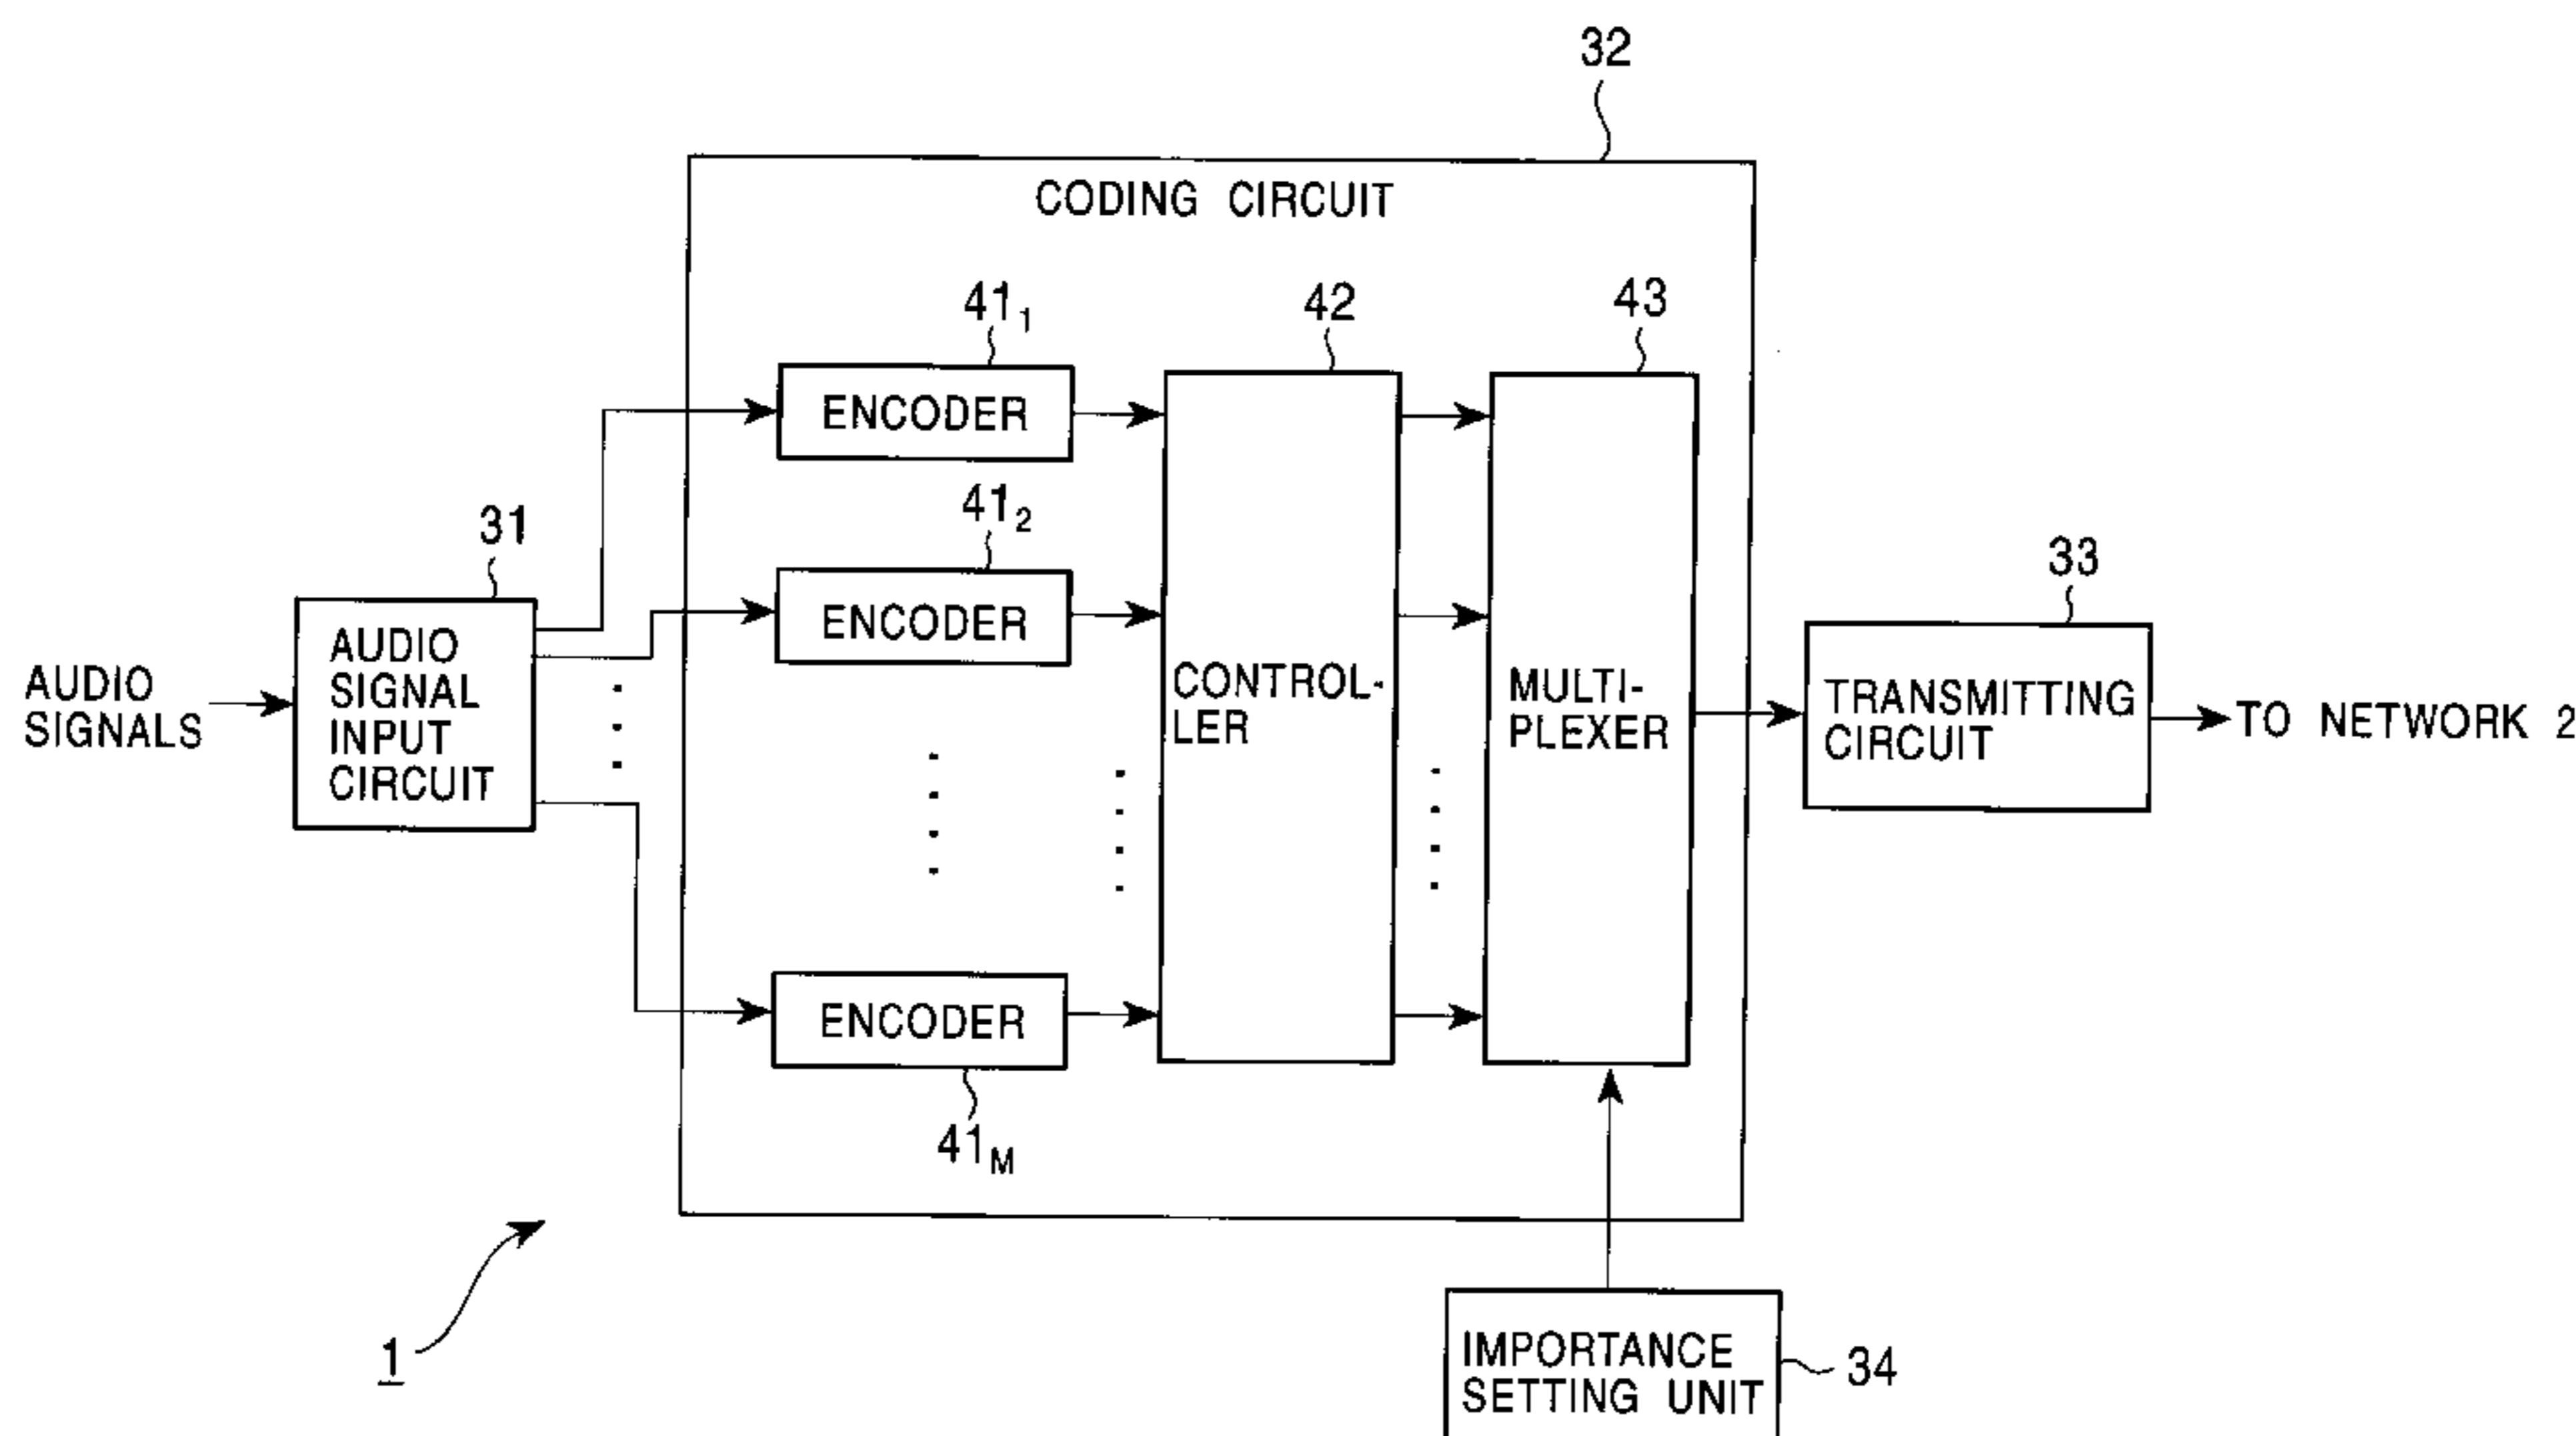 32
CODING CIRCUIT
41₁
42
43
ENCODER
41₂
31
33
ENCODER
AUDIO
SIGNAL
INPUT
CIRCUIT
AUDIO
SIGNALS
CONTROL-
LER
MULTI-
PLEXER
TRANSMITTING
CIRCUIT
TO NETWORK 2
ENCODER
41M
1
IMPORTANCE
SETTING UNIT
34